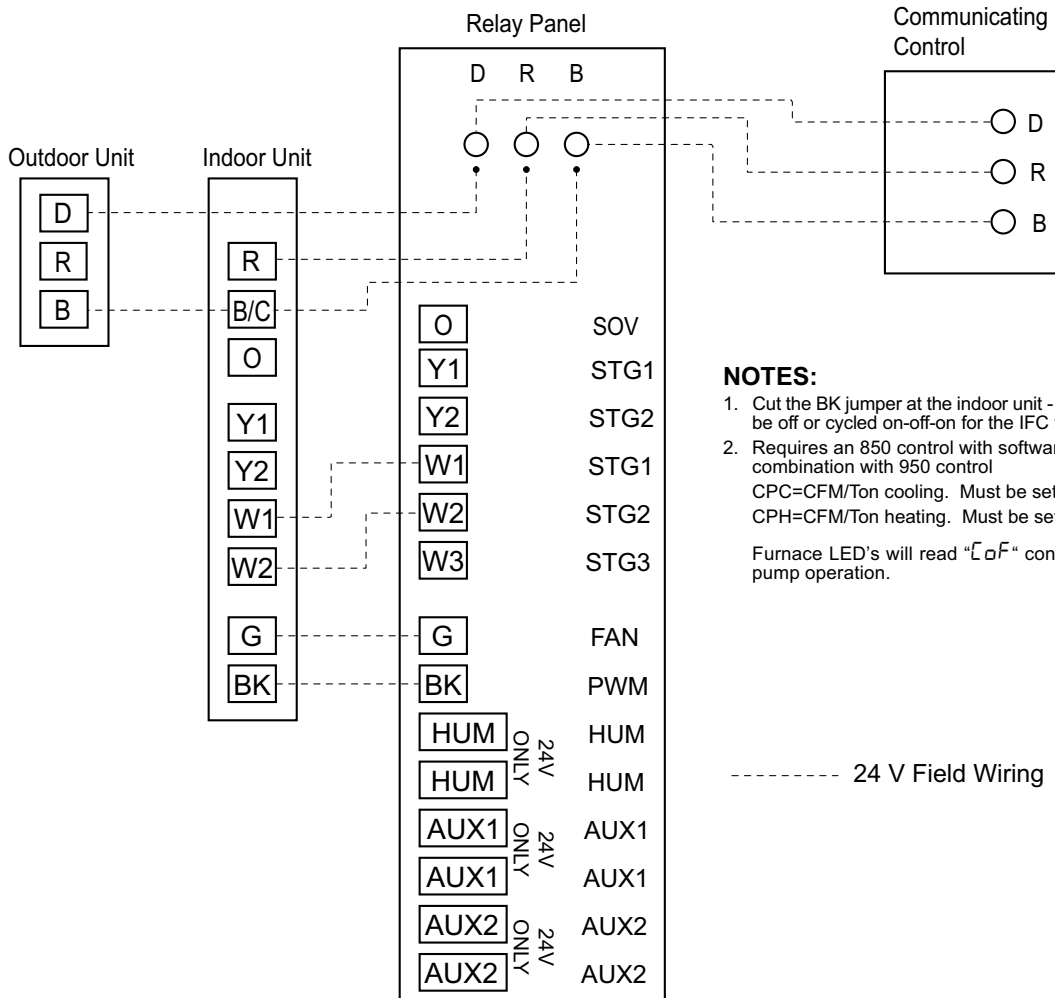 Relay Panel
Communicating
Control
D R B
D
R
B
Outdoor Unit
D
R
B
Indoor Unit
R
B/C
O
Y1
Y2
W1
W2
G
BK
O SOV
Y1 STG1
Y2 STG2
W1 STG1
W2 STG2
W3 STG3
G FAN
BK PWM
HUM HUM
HUM HUM
24V
ONLY
AUX1 AUX1
AUX1 AUX1
24V
ONLY
AUX2 AUX2
AUX2 AUX2
24V
ONLY
NOTES:
1. Cut the BK jumper at the indoor unit -
be off or cycled on-off-on for the IFC
2. Requires an 850 control with softwar
combination with 950 control
CPC=CFM/Ton cooling. Must be set
CPH=CFM/Ton heating. Must be set
Furnace LED's will read “CoF“ con
pump operation.
24 V Field Wiring